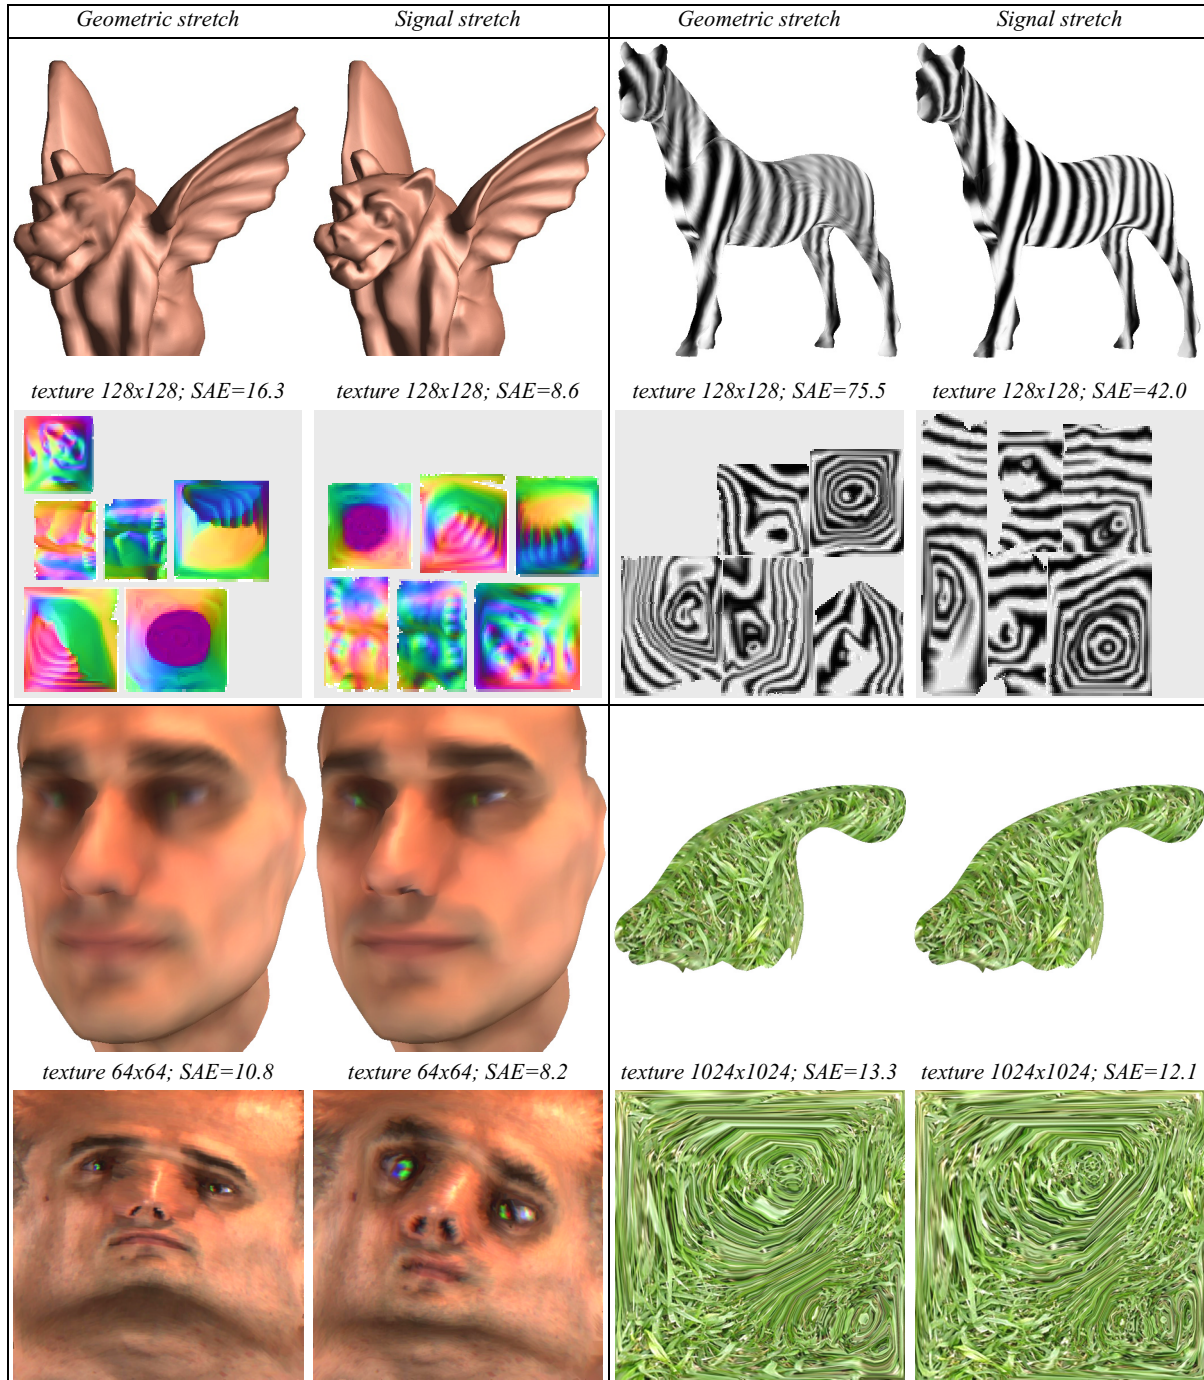 Geometric stretch Signal stretch Geometric stretch Signal stretch
texture 128x128; SAE=16.3 texture 128x128; SAE=8.6 texture 128x128; SAE=75.5 texture 128x128; SAE=42.0
texture 64x64; SAE=10.8 texture 64x64; SAE=8.2 texture 1024x1024; SAE=13.3 texture 1024x1024; SAE=12.1